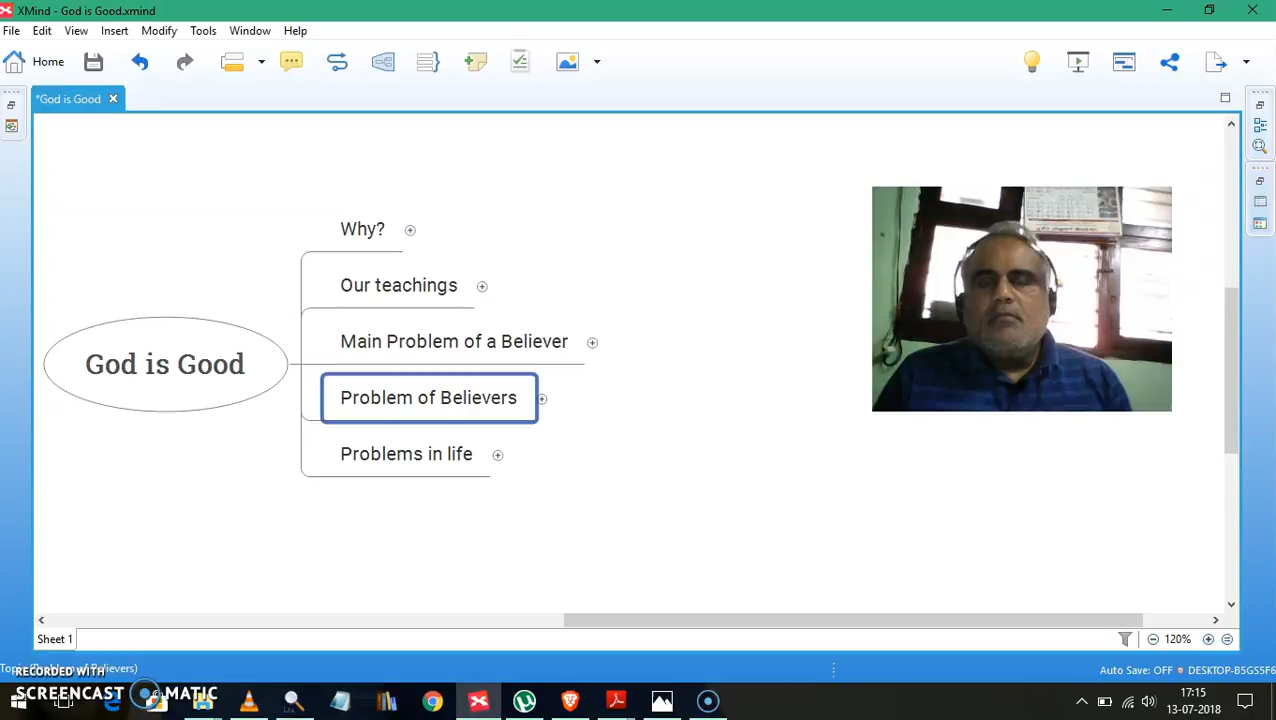 XMind - God is Good.xmind
File Edit View Insert Modify Tools Window Help
Home
*God is Good
Why?
Our teachings
Main Problem of a Believer
God is Good
Problem of Believers
Problems in life
Sheet 1
120%
Auto Save: OFF DESKTOP-B5GS5F6
RECORDED WITH
SCREENCAST MATIC
17:15
13-07-2018